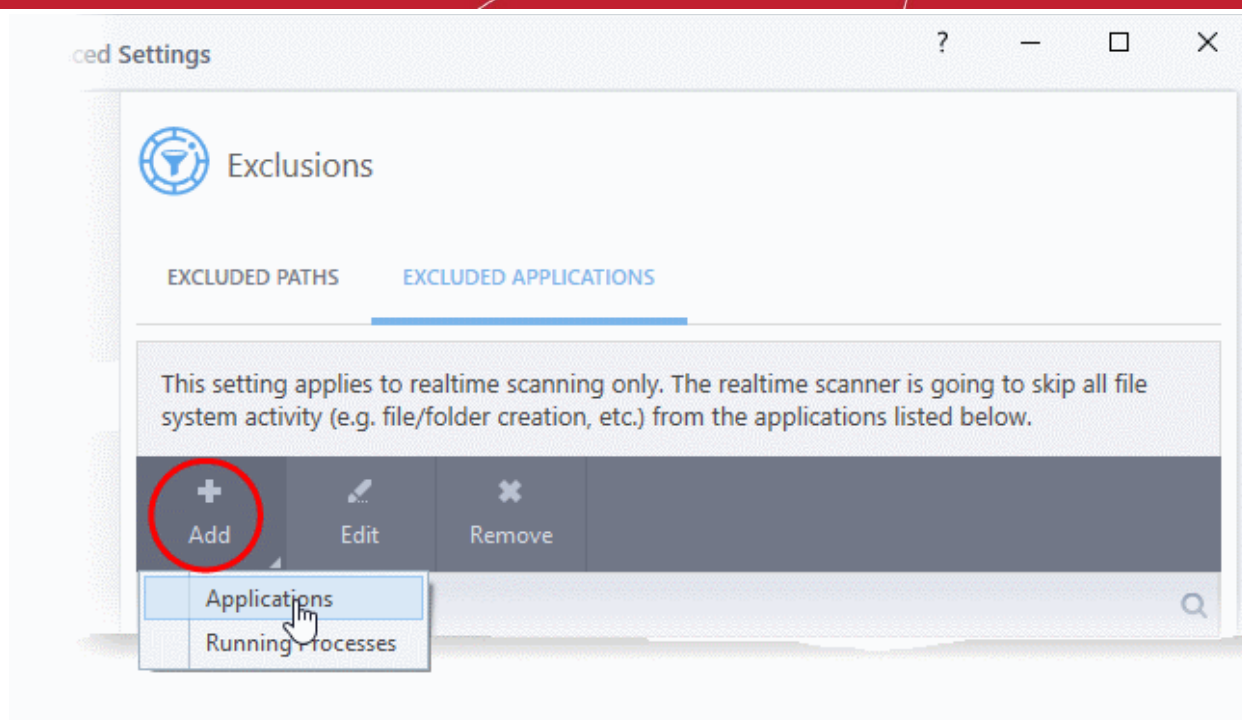 ced Settings
?
Exclusions
EXCLUDED PATHS EXCLUDED APPLICATIONS
This setting applies to realtime scanning only. The realtime scanner is going to skip all file
system activity (e.g. file/folder creation, etc.) from the applications listed below.
Add Edit Remove
Applications
Running Processes